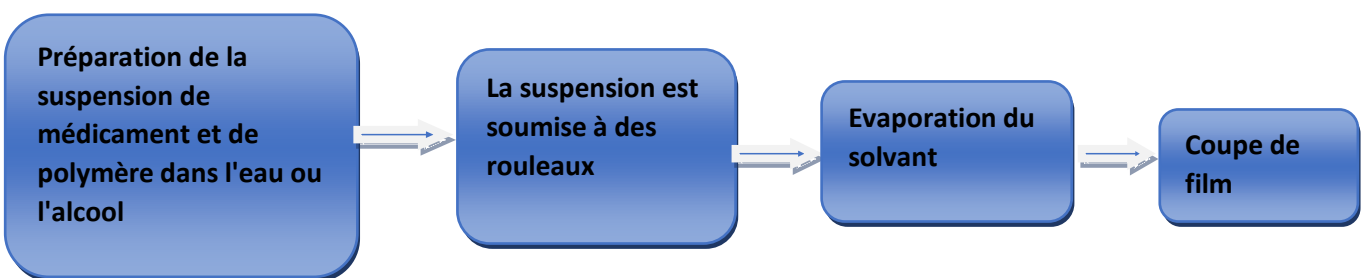 Préparation de la
suspension de
médicament et de
polymère dans l'eau ou
l'alcool
La suspension est
soumise à des
rouleaux
Evaporation du
solvant
Coupe de
film